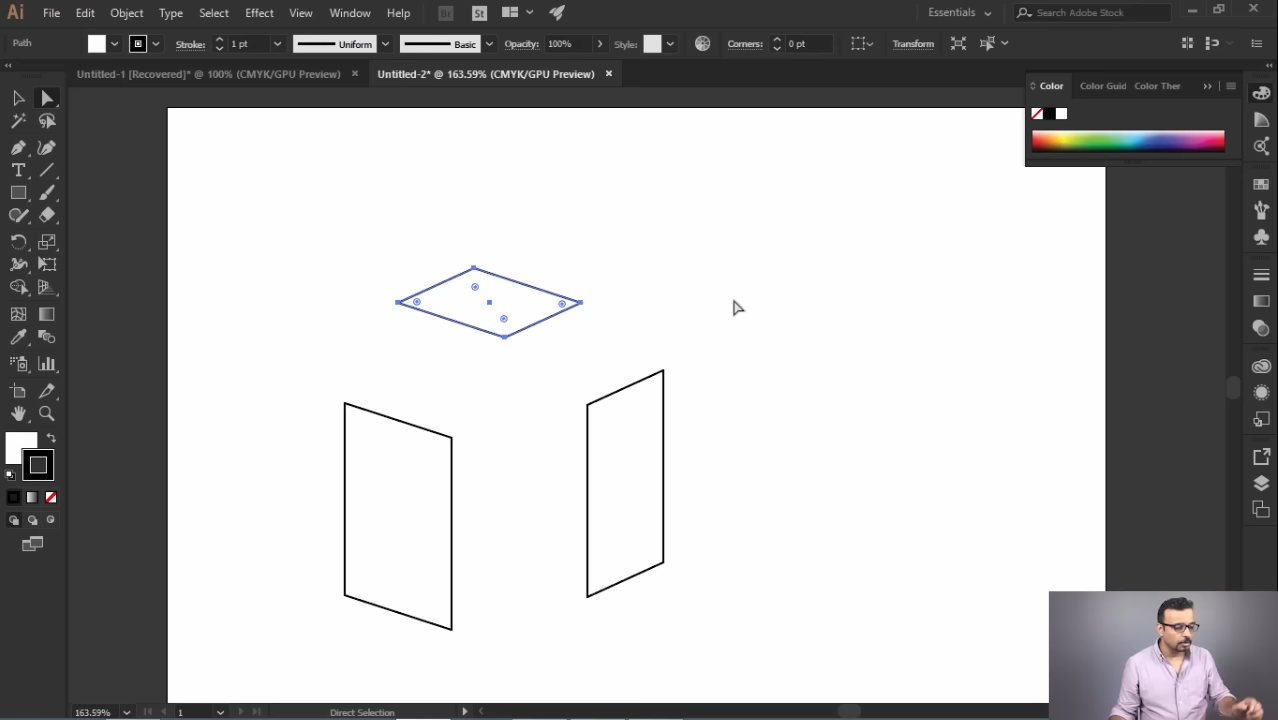 Ai File Edit Object Type Select Effect View Window Help Br St Essentials Search Adobe Stock
Path Stroke: 1 pt Uniform Basic Opacity: 100% Style: Corners: 0 pt Transform
Untitled-1 [Recovered]* @ 100% (CMYK/GPU Preview) × Untitled-2* @ 163.59% (CMYK/GPU Preview) ×
Color Color Guid Color Ther
T
163.59% 1 Direct Selection